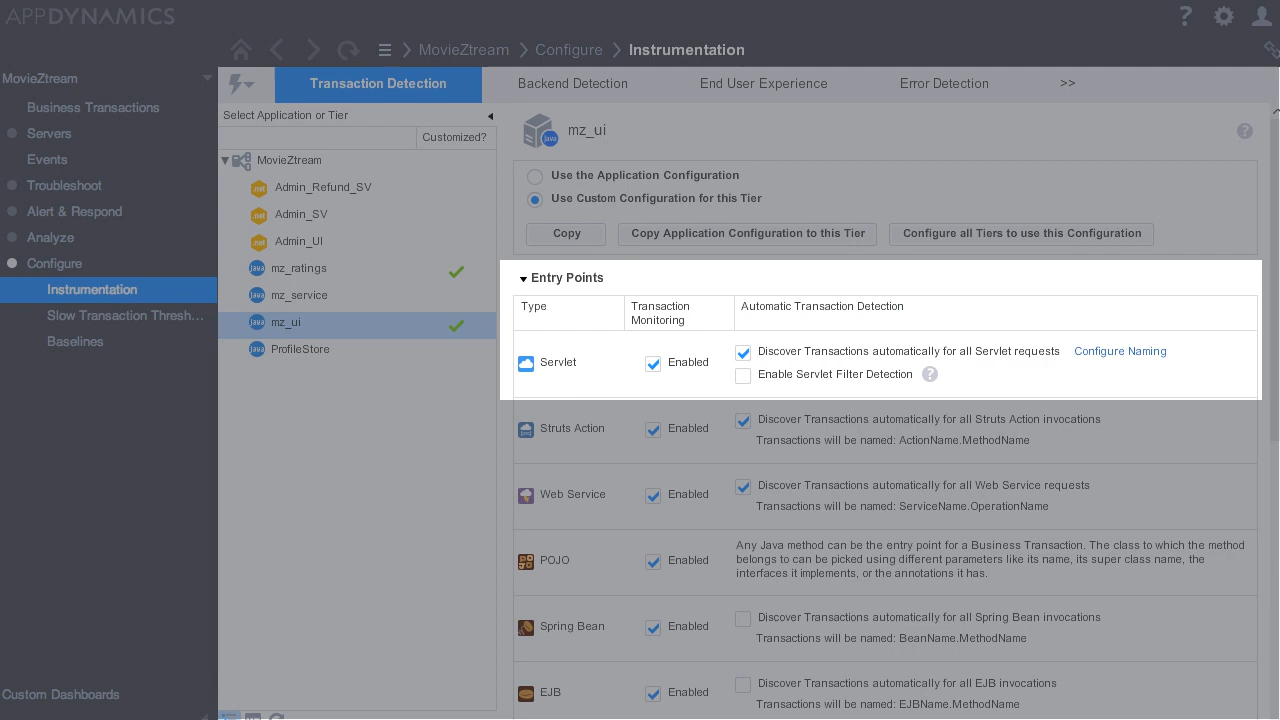 APPDYNAMICS
?
MovieZtream
Configure
Instrumentation
MovieZtream
Business Transactions
Servers
Events
Troubleshoot
Alert & Respond
Analyze
Configure
Instrumentation
Slow Transaction Thresh...
Baselines
Custom Dashboards
Transaction Detection
Backend Detection
End User Experience
Error Detection
>>
Select Application or Tier
Customized?
MovieZtream
.net Admin_Refund_SV
.net Admin_SV
.net Admin_UI
Java mz_ratings
Java mz_service
Java mz_ui
Java ProfileStore
Java mz_ui
?
Use the Application Configuration
Use Custom Configuration for this Tier
Copy
Copy Application Configuration to this Tier
Configure all Tiers to use this Configuration
Entry Points
Type
Transaction
Monitoring
Automatic Transaction Detection
Servlet
Enabled
Discover Transactions automatically for all Servlet requests
Configure Naming
Enable Servlet Filter Detection ?
Struts Action
Enabled
Discover Transactions automatically for all Struts Action invocations
Transactions will be named: ActionName.MethodName
Web Service
Enabled
Discover Transactions automatically for all Web Service requests
Transactions will be named: ServiceName.OperationName
POJO
Enabled
Any Java method can be the entry point for a Business Transaction. The class to which the method
belongs to can be picked using different parameters like its name, its super class name, the
interfaces it implements, or the annotations it has.
Spring Bean
Enabled
Discover Transactions automatically for all Spring Bean invocations
Transactions will be named: BeanName.MethodName
EJB
Enabled
Discover Transactions automatically for all EJB invocations
Transactions will be named: EJBName.MethodName